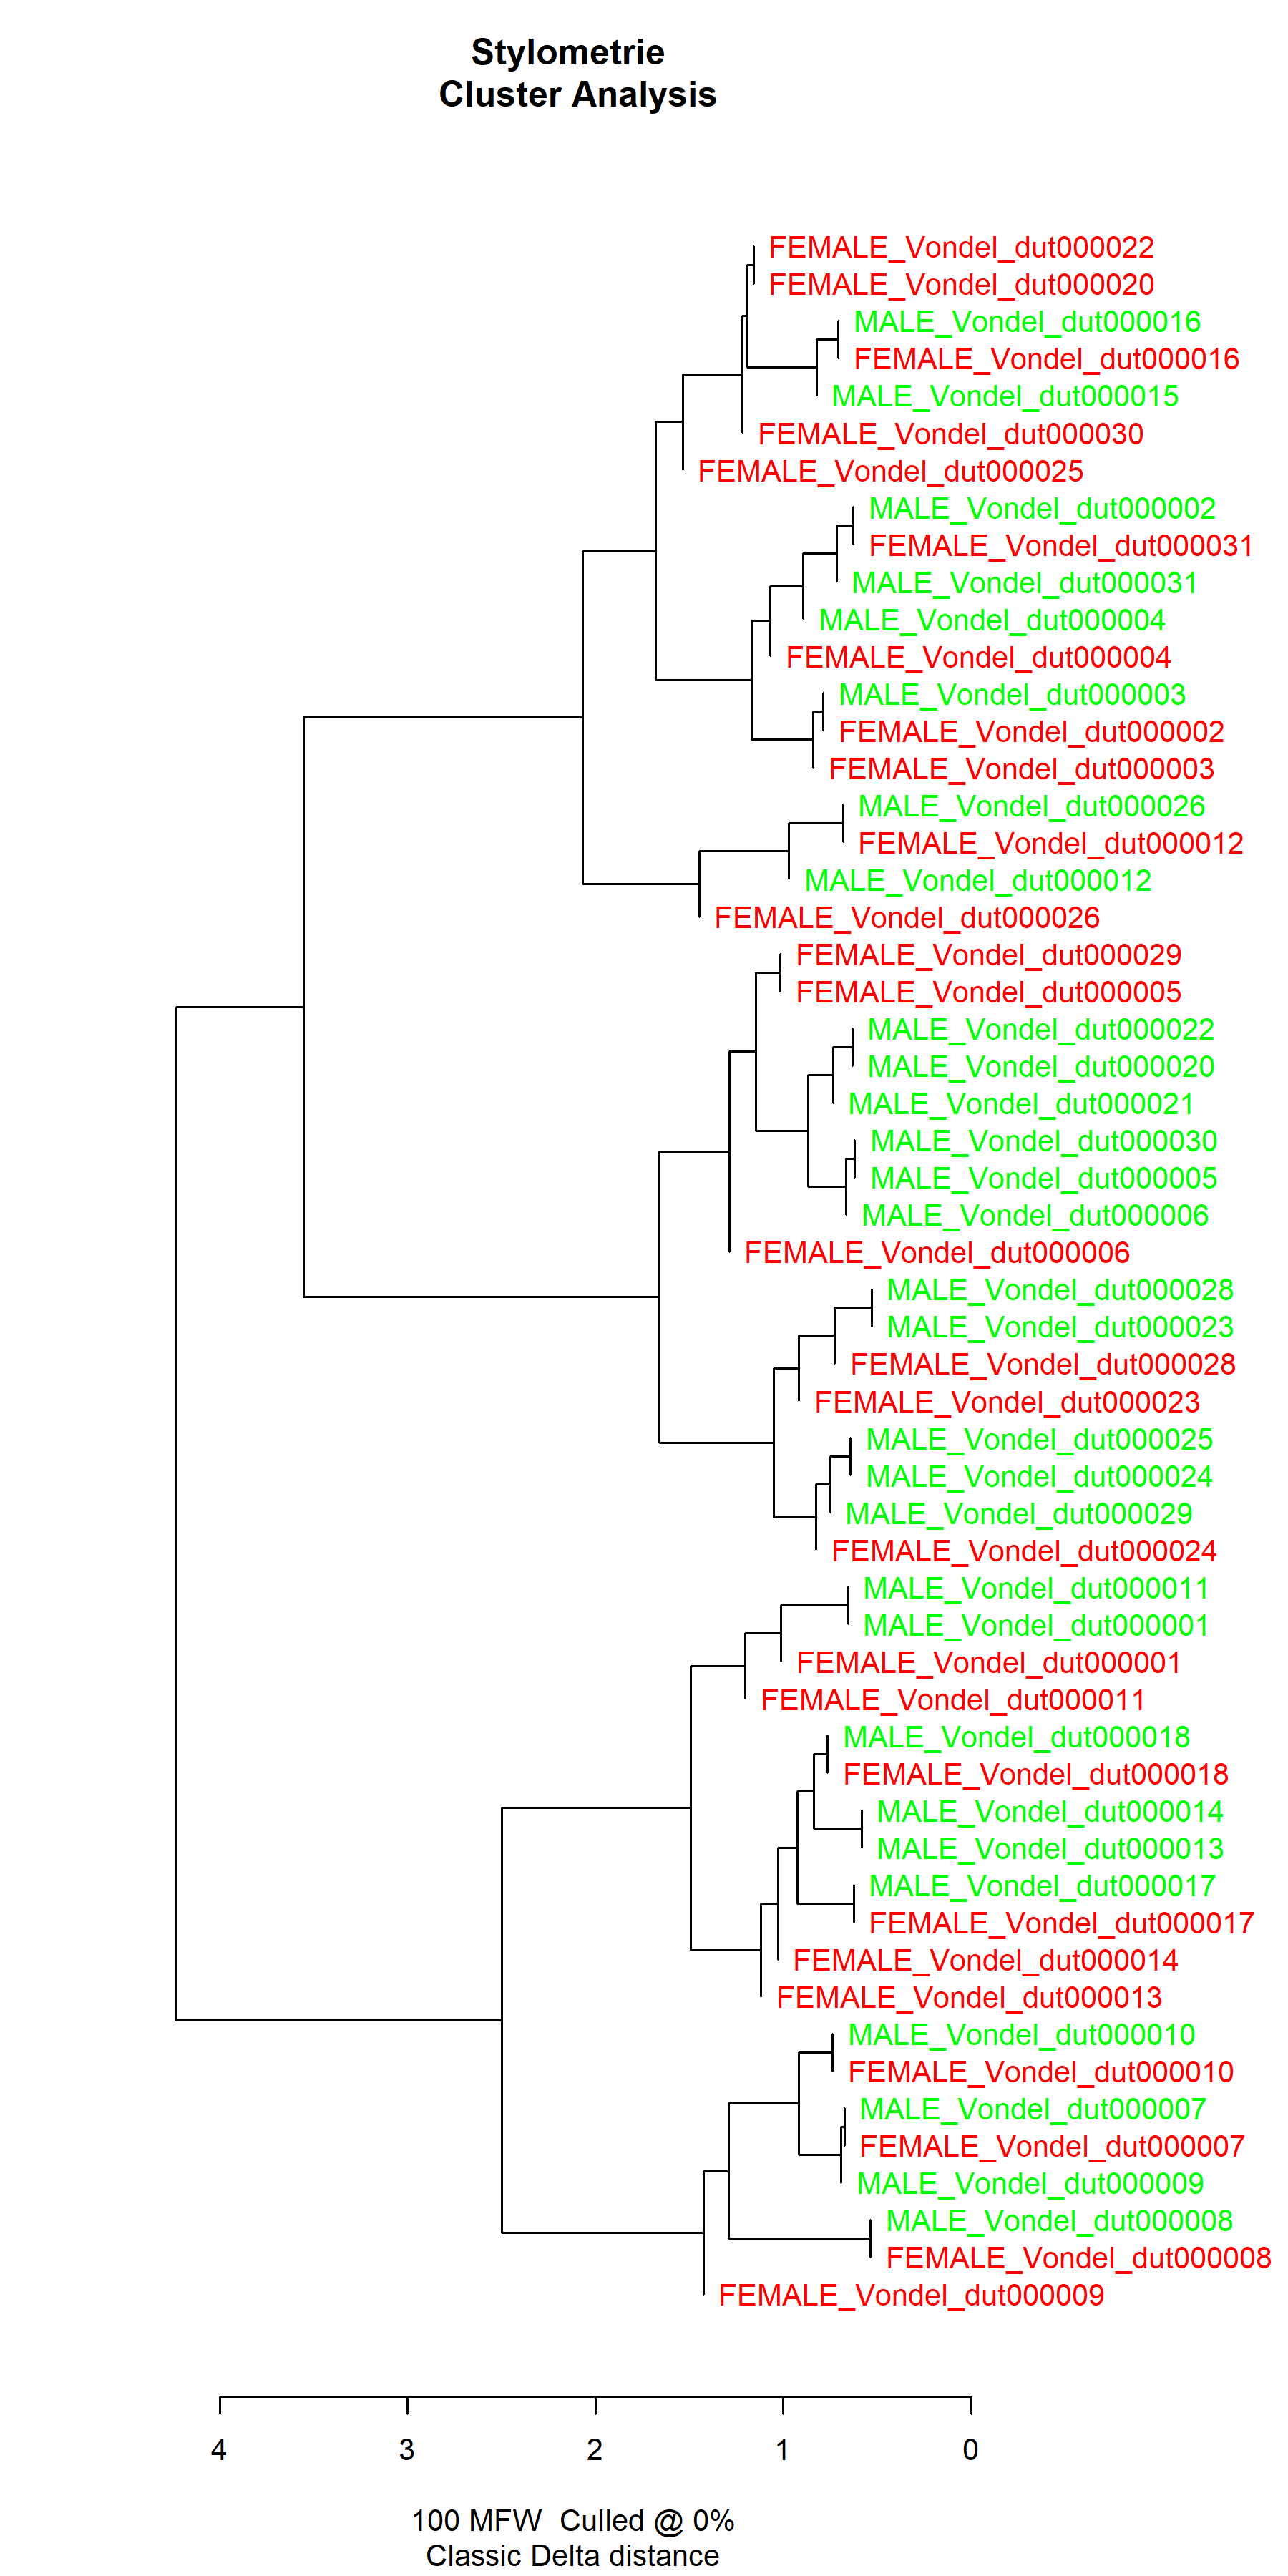 Stylometrie
Cluster Analysis
FEMALE_Vondel_dut000022
FEMALE_Vondel_dut000020
MALE_Vondel_dut000016
FEMALE_Vondel_dut000016
MALE_Vondel_dut000015
FEMALE_Vondel_dut000030
FEMALE_Vondel_dut000025
MALE_Vondel_dut000002
FEMALE_Vondel_dut000031
MALE_Vondel_dut000031
MALE_Vondel_dut000004
FEMALE_Vondel_dut000004
MALE_Vondel_dut000003
FEMALE_Vondel_dut000002
FEMALE_Vondel_dut000003
MALE_Vondel_dut000026
FEMALE_Vondel_dut000012
MALE_Vondel_dut000012
FEMALE_Vondel_dut000026
FEMALE_Vondel_dut000029
FEMALE_Vondel_dut000005
MALE_Vondel_dut000022
MALE_Vondel_dut000020
MALE_Vondel_dut000021
MALE_Vondel_dut000030
MALE_Vondel_dut000005
MALE_Vondel_dut000006
FEMALE_Vondel_dut000006
MALE_Vondel_dut000028
MALE_Vondel_dut000023
FEMALE_Vondel_dut000028
FEMALE_Vondel_dut000023
MALE_Vondel_dut000025
MALE_Vondel_dut000024
MALE_Vondel_dut000029
FEMALE_Vondel_dut000024
MALE_Vondel_dut000011
MALE_Vondel_dut000001
FEMALE_Vondel_dut000001
FEMALE_Vondel_dut000011
MALE_Vondel_dut000018
FEMALE_Vondel_dut000018
MALE_Vondel_dut000014
MALE_Vondel_dut000013
MALE_Vondel_dut000017
FEMALE_Vondel_dut000017
FEMALE_Vondel_dut000014
FEMALE_Vondel_dut000013
MALE_Vondel_dut000010
FEMALE_Vondel_dut000010
MALE_Vondel_dut000007
FEMALE_Vondel_dut000007
MALE_Vondel_dut000009
MALE_Vondel_dut000008
FEMALE_Vondel_dut000008
FEMALE_Vondel_dut000009
4 3 2 1 0
100 MFW  Culled @ 0%
Classic Delta distance